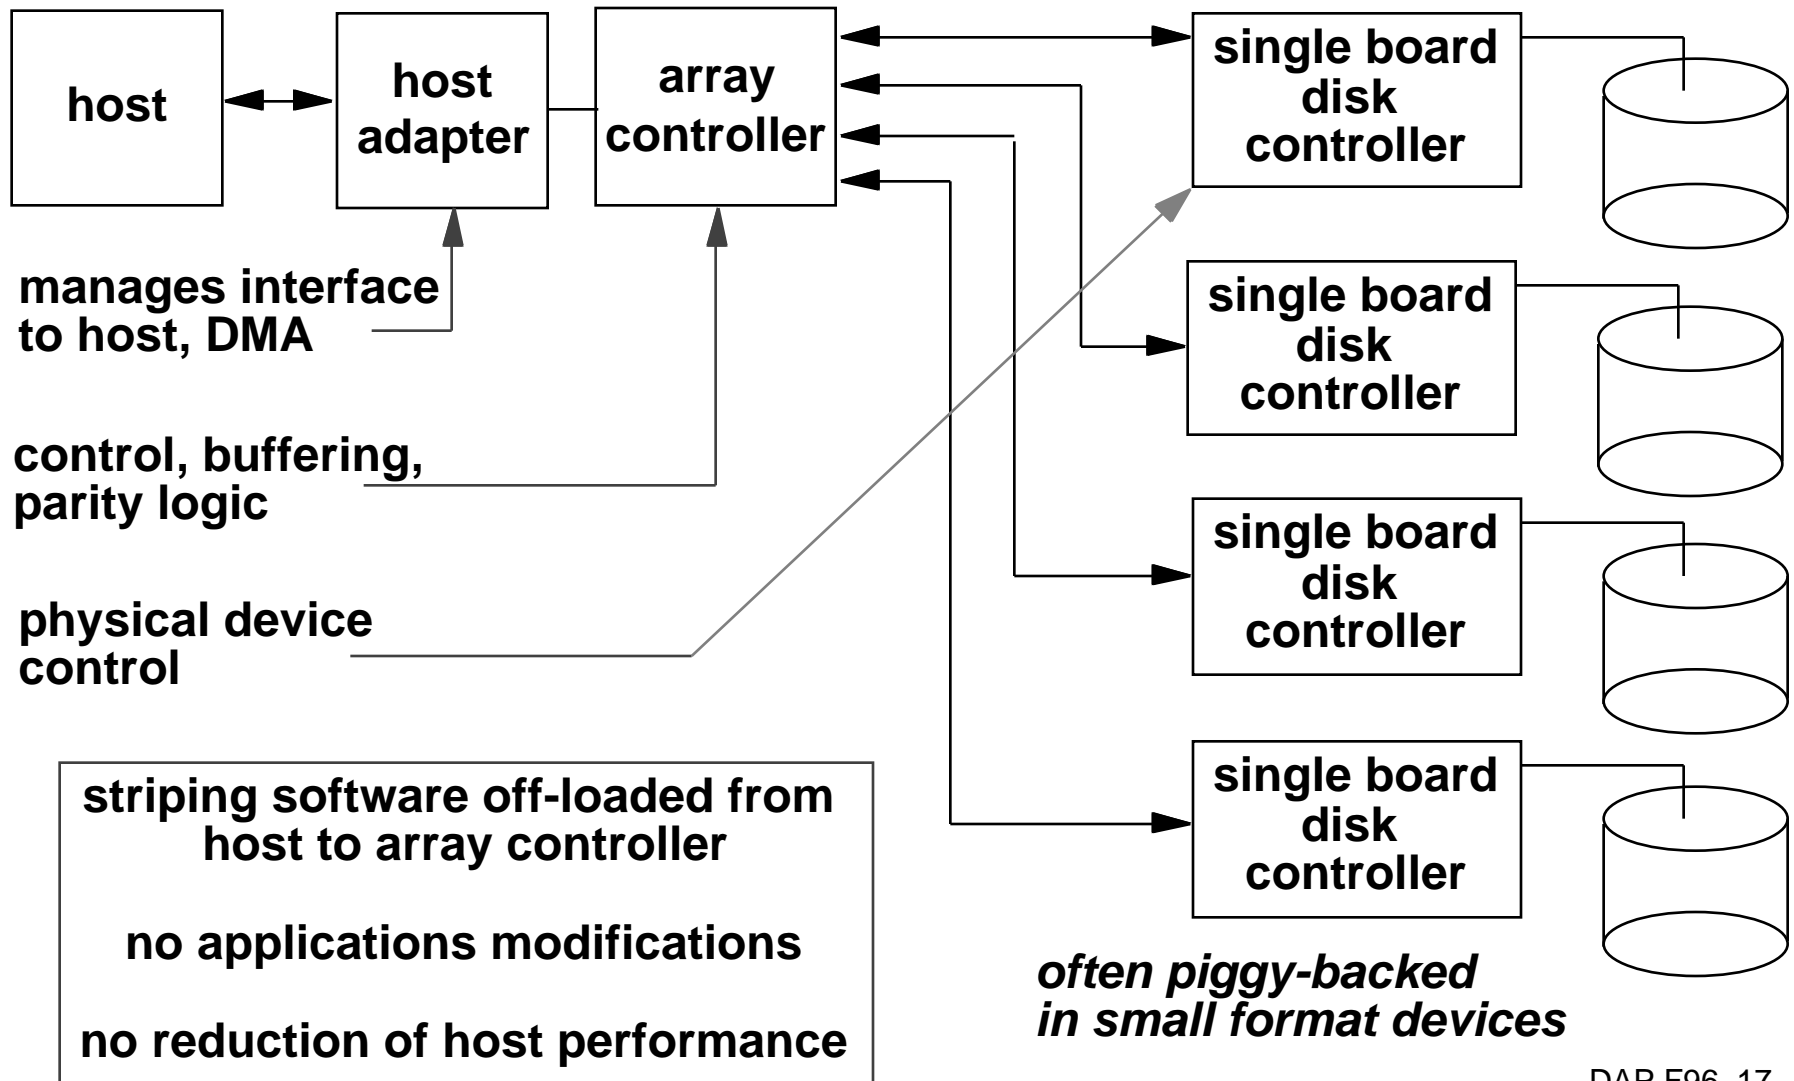 host
host
adapter
array
controller
single board
disk
controller
manages interface
to host, DMA
single board
disk
controller
control, buffering,
parity logic
single board
disk
controller
physical device
control
single board
disk
controller
striping software off-loaded from
host to array controller
no applications modifications
no reduction of host performance
often piggy-backed
in small format devices
DAP.F96 17